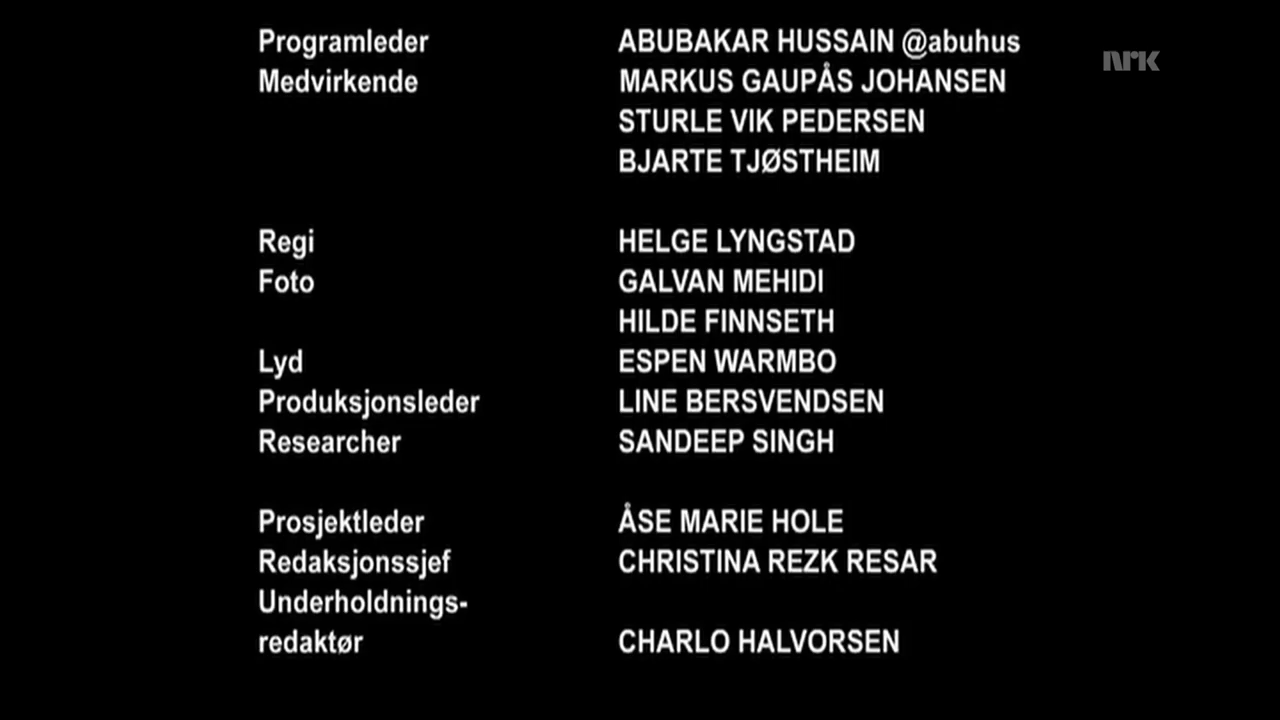 Programleder ABUBAKAR HUSSAIN @abuhus
nrk
Medvirkende MARKUS GAUPÅS JOHANSEN
STURLE VIK PEDERSEN
BJARTE TJØSTHEIM
Regi HELGE LYNGSTAD
Foto GALVAN MEHIDI
HILDE FINNSETH
Lyd ESPEN WARMBO
Produksjonsleder LINE BERSVENDSEN
Researcher SANDEEP SINGH
Prosjektleder ÅSE MARIE HOLE
Redaksjonssjef CHRISTINA REZK RESAR
Underholdnings-
redaktør CHARLO HALVORSEN